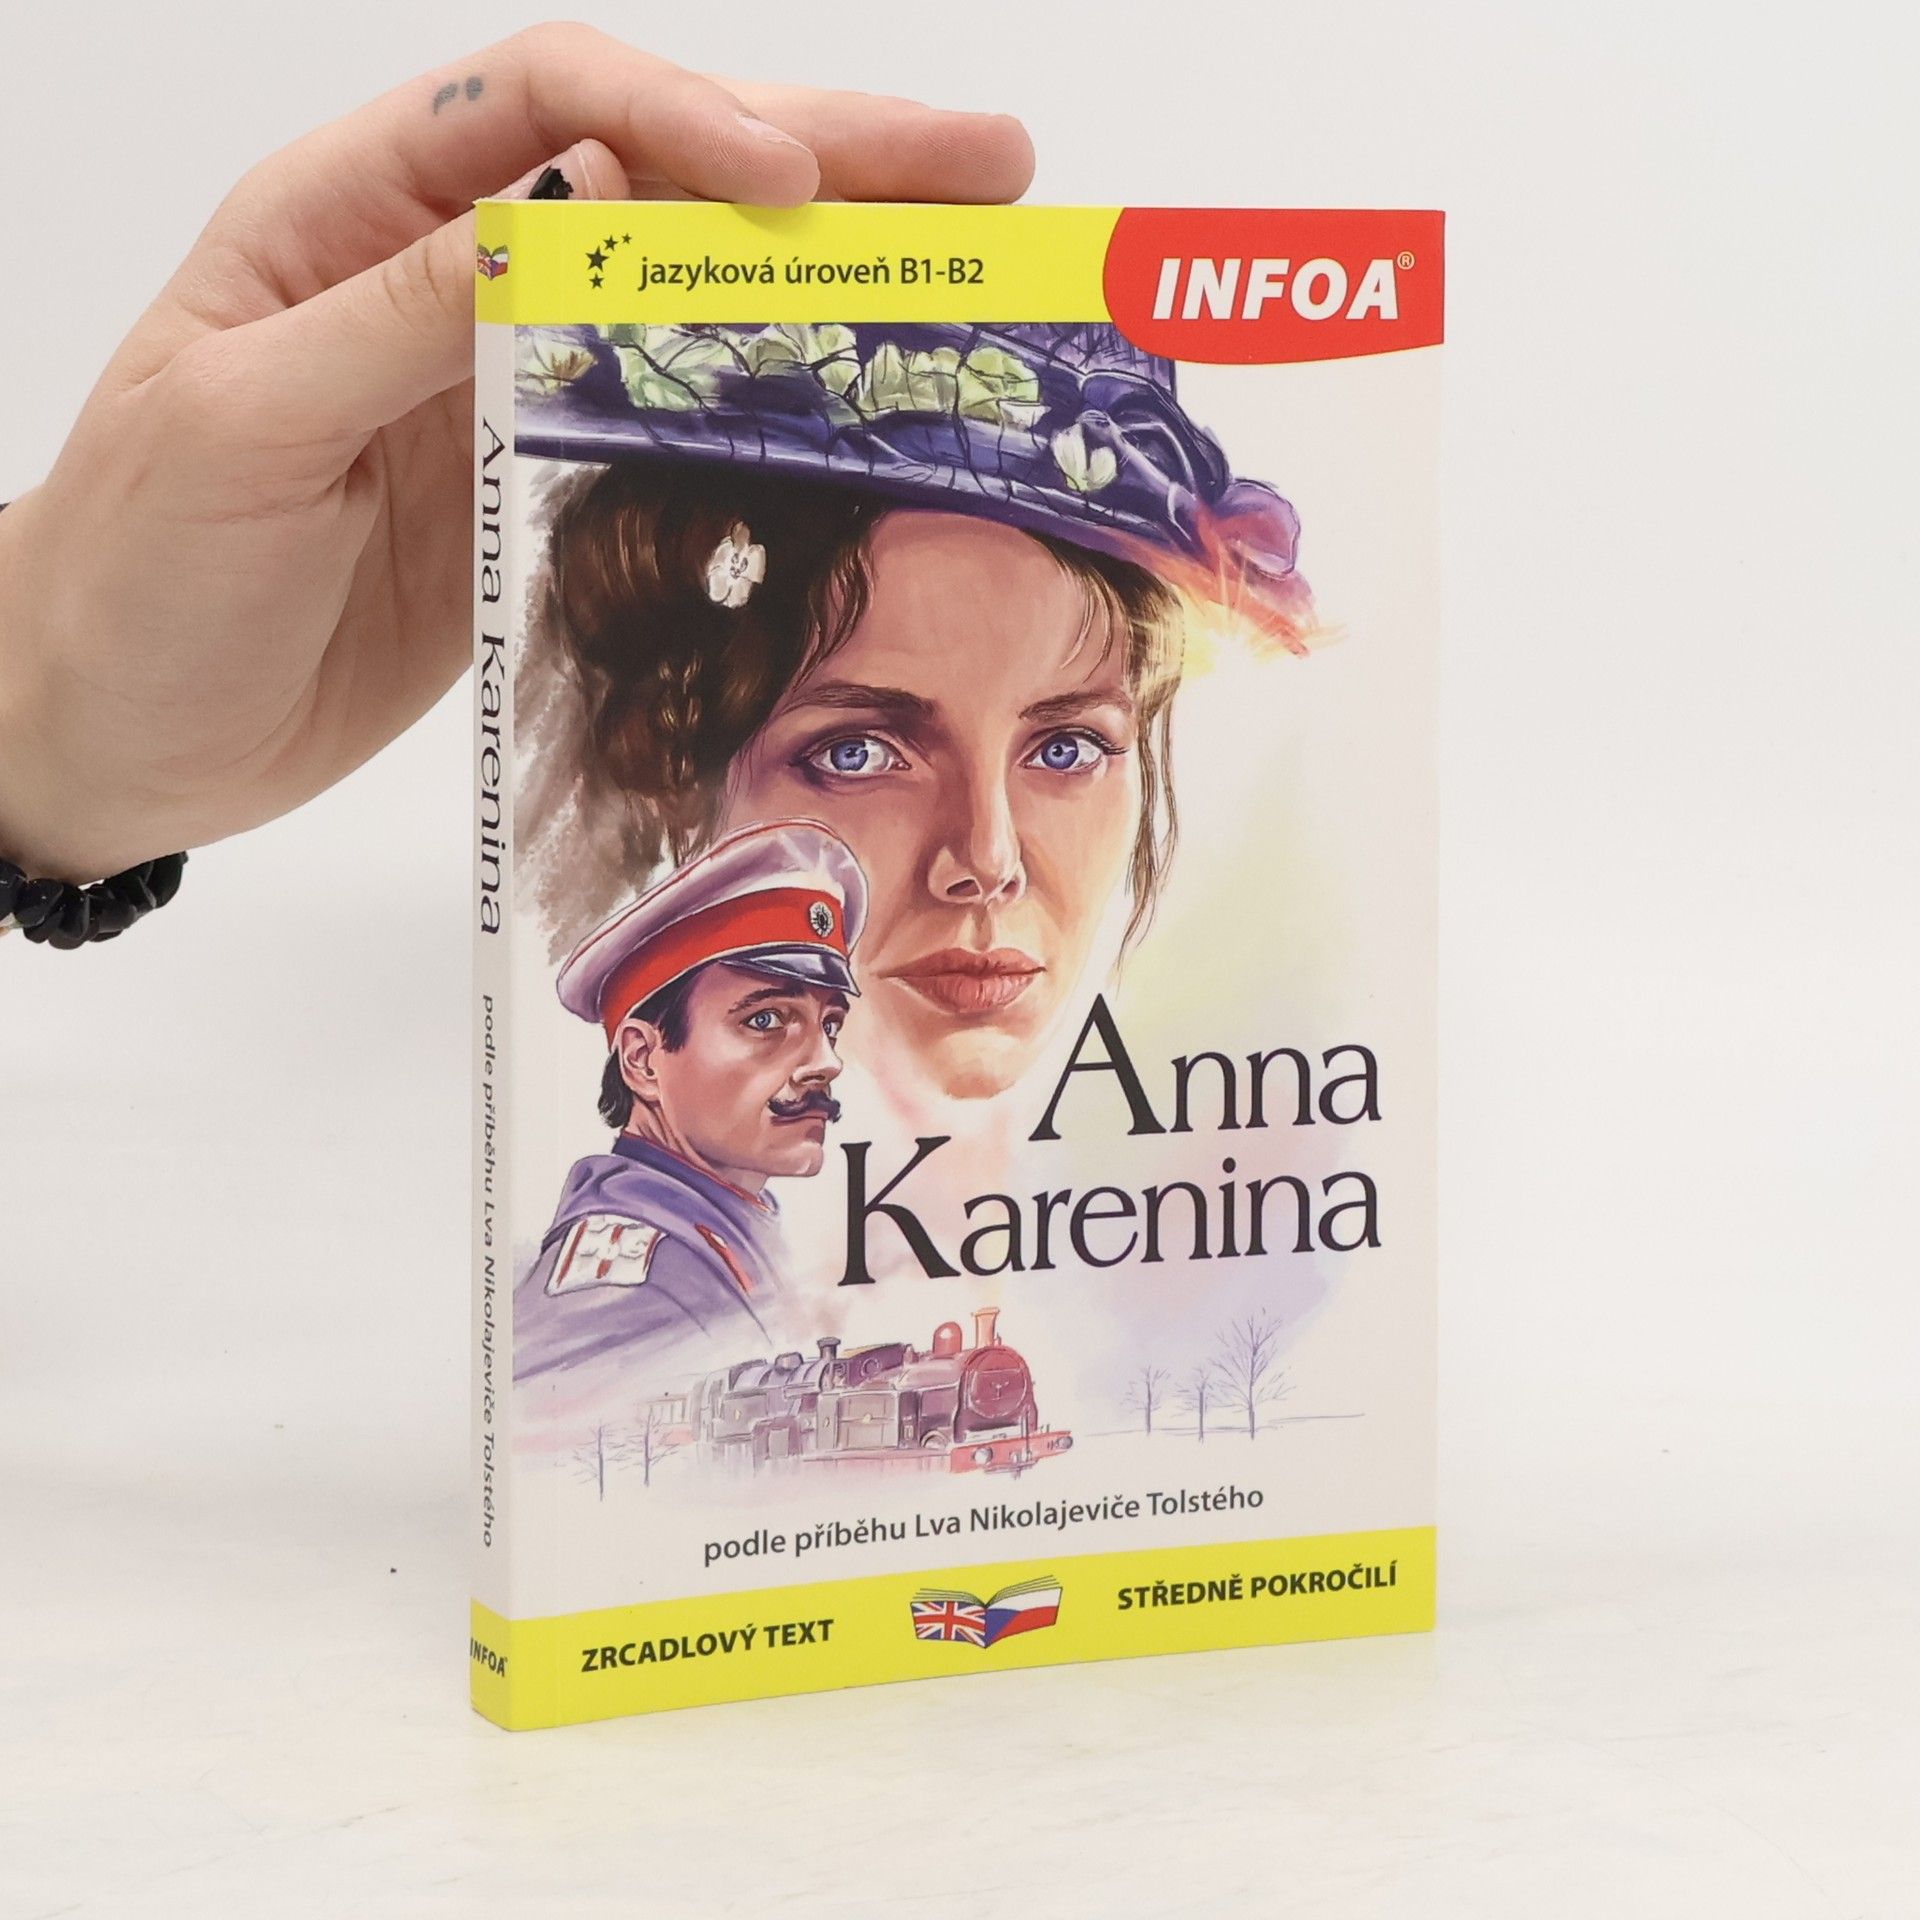 jazyková úroveň B1-B2
INFOA®
Anna
Karenina
podle příběhu Lva Nikolajeviče Tolstého
ZRCADLOVÝ TEXT
STŘEDNĚ POKROČILÍ
Anna Karenina podle příběhu Lva Nikolajeviče Tolstého
INFOA®